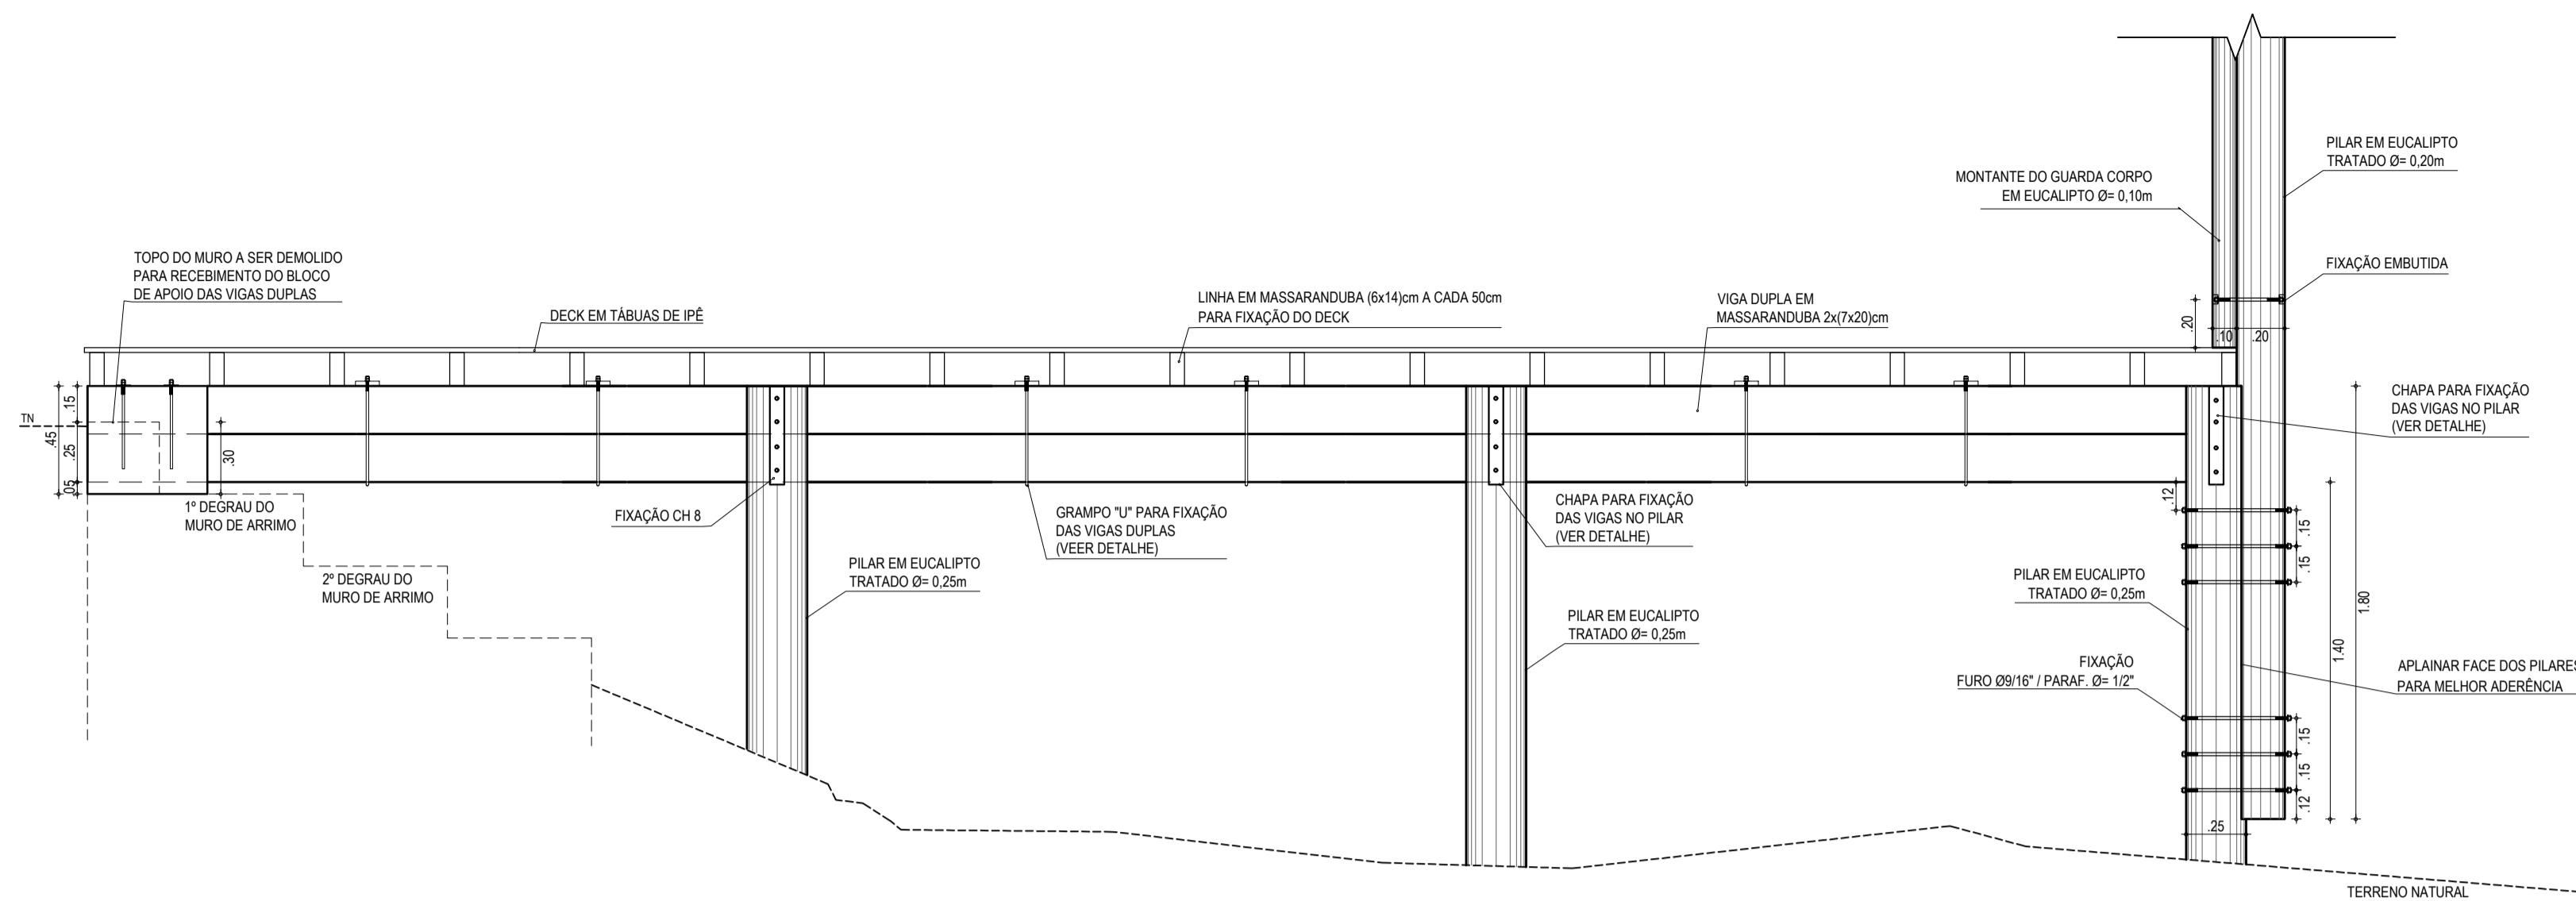 PILAR EM EUCALIPTO
TRATADO Ø= 0,20m
MONTANTE DO GUARDA CORPO
EM EUCALIPTO Ø= 0,10m
FIXAÇÃO EMBUTIDA
TOPO DO MURO A SER DEMOLIDO
PARA RECEBIMENTO DO BLOCO
DE APOIO DAS VIGAS DUPLAS
DECK EM TÁBUAS DE IPÊ
LINHA EM MASSARANDUBA (6x14)cm A CADA 50cm
PARA FIXAÇÃO DO DECK
VIGA DUPLA EM
MASSARANDUBA 2x(7x20)cm
.20
.10
.20
CHAPA PARA FIXAÇÃO
DAS VIGAS NO PILAR
(VER DETALHE)
TN
.15
.45
.25
.05
.30
1º DEGRAU DO
MURO DE ARRIMO
2º DEGRAU DO
MURO DE ARRIMO
FIXAÇÃO CH 8
GRAMPO "U" PARA FIXAÇÃO
DAS VIGAS DUPLAS
(VEER DETALHE)
CHAPA PARA FIXAÇÃO
DAS VIGAS NO PILAR
(VER DETALHE)
PILAR EM EUCALIPTO
TRATADO Ø= 0,25m
PILAR EM EUCALIPTO
TRATADO Ø= 0,25m
PILAR EM EUCALIPTO
TRATADO Ø= 0,25m
.12
.15
.15
1.80
1.40
FIXAÇÃO
FURO Ø9/16" / PARAF. Ø= 1/2"
APLAINAR FACE DOS PILARES
PARA MELHOR ADERÊNCIA
.15
.15
.12
.25
TERRENO NATURAL